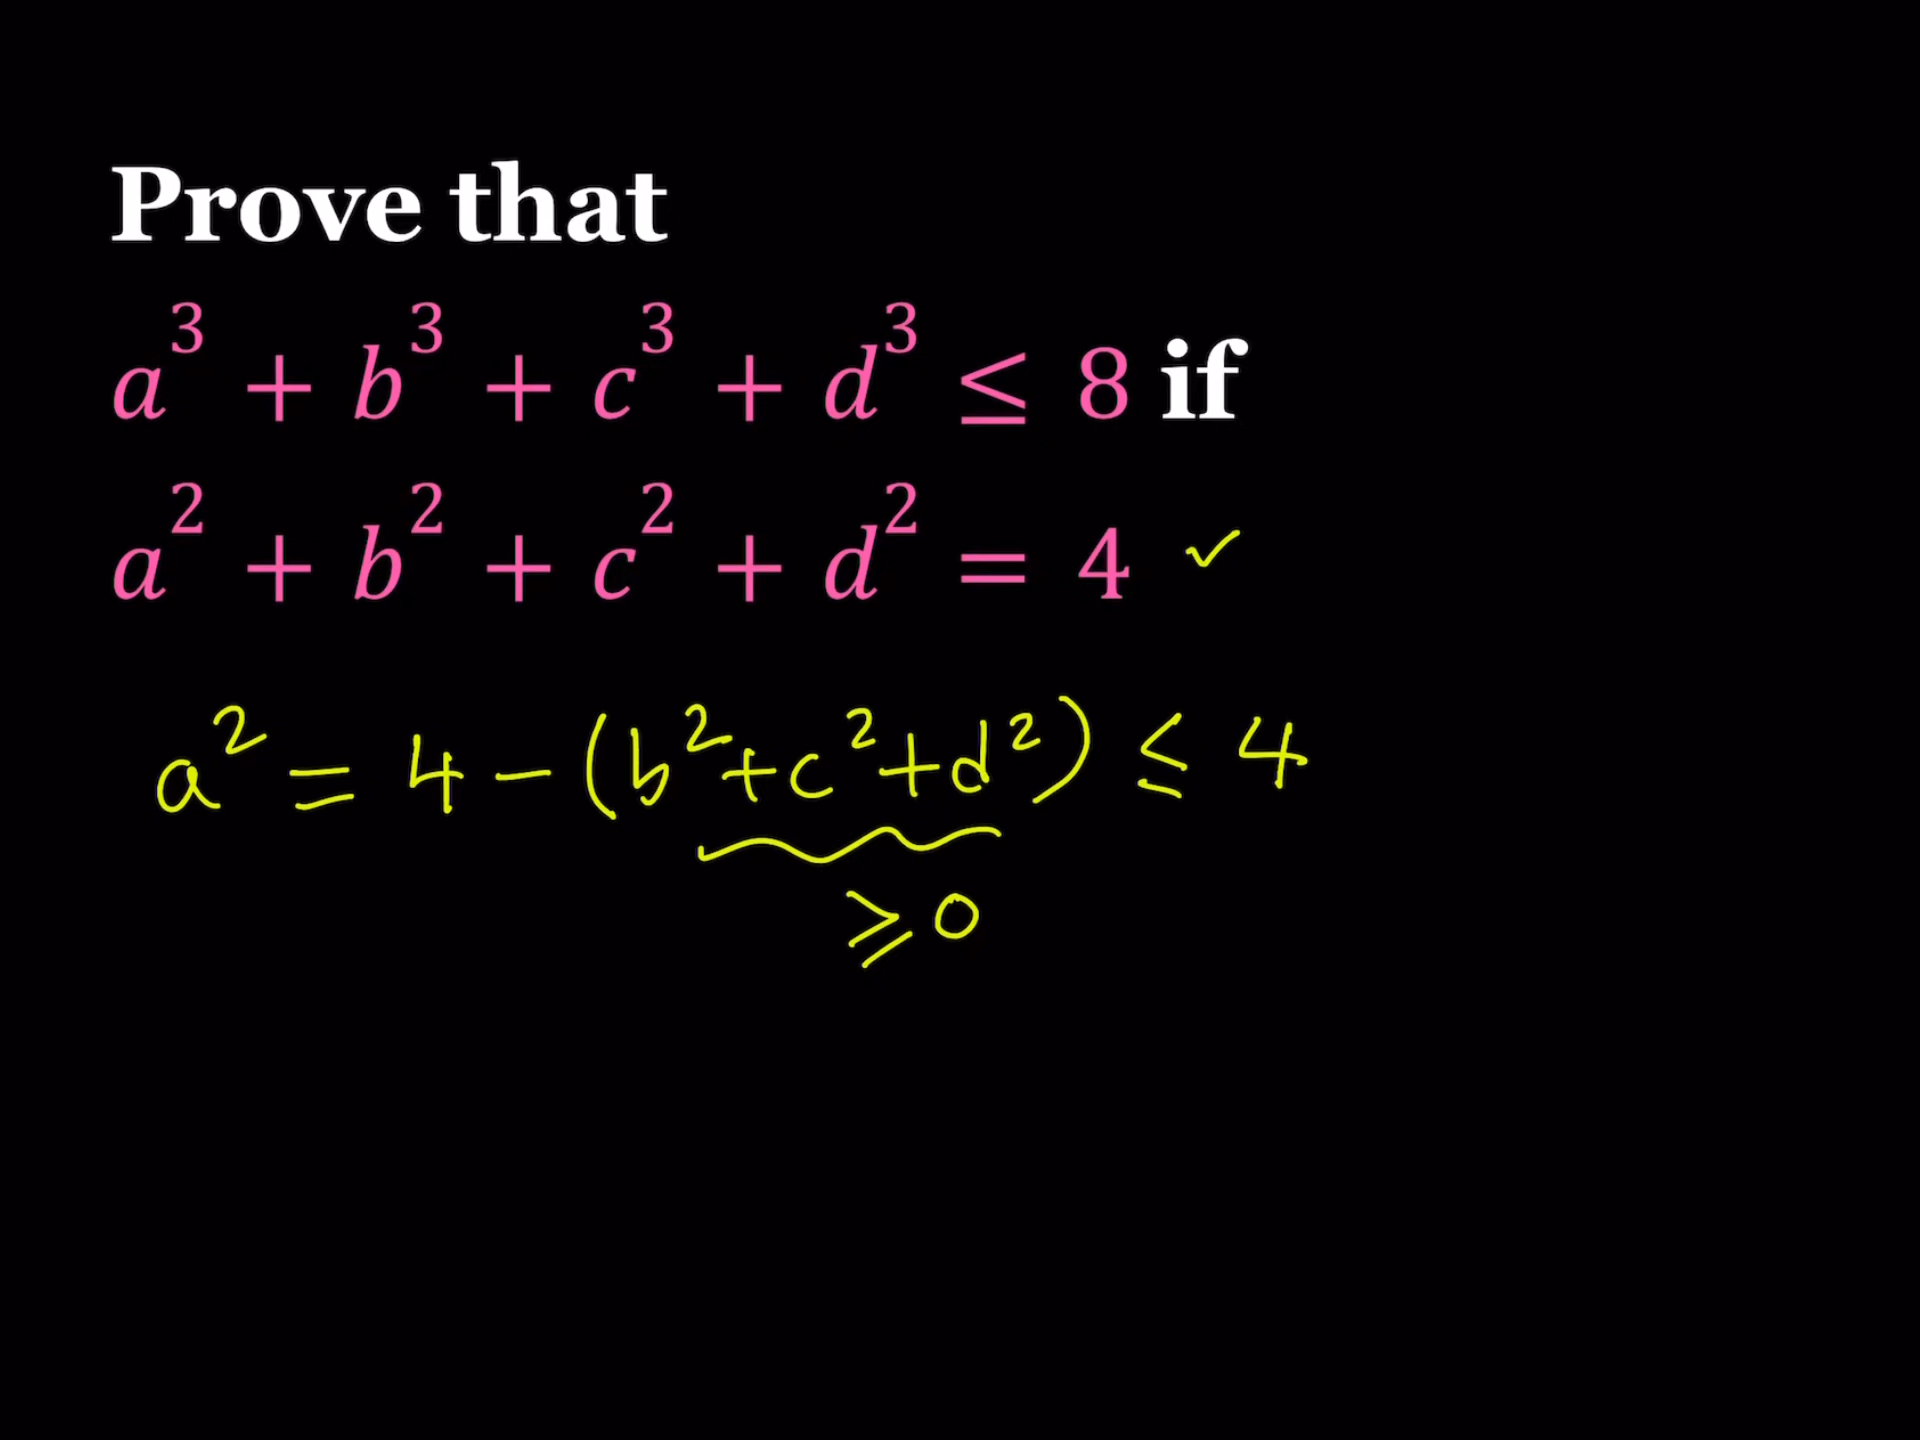 Prove that
a³ + b³ + c³ + d³ ≤ 8 if
a² + b² + c² + d² = 4 ✓
a² = 4 − (b²+c²+d²) ≤ 4
≥ 0